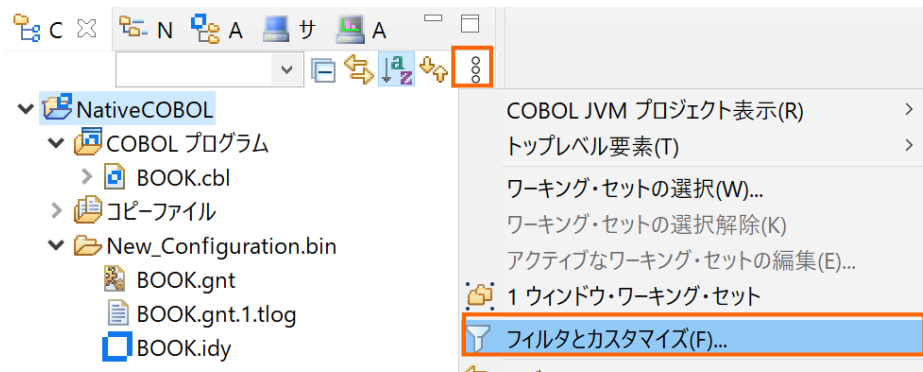 C N A サ A
NativeCOBOL
COBOL プログラム
BOOK.cbl
コピーファイル
New_Configuration.bin
BOOK.gnt
BOOK.gnt.1.tlog
BOOK.idy
COBOL JVM プロジェクト表示(R)
トップレベル要素(T)
ワーキング・セットの選択(W)...
ワーキング・セットの選択解除(K)
アクティブなワーキング・セットの編集(E)...
1 ウィンドウ・ワーキング・セット
フィルタとカスタマイズ(F)...